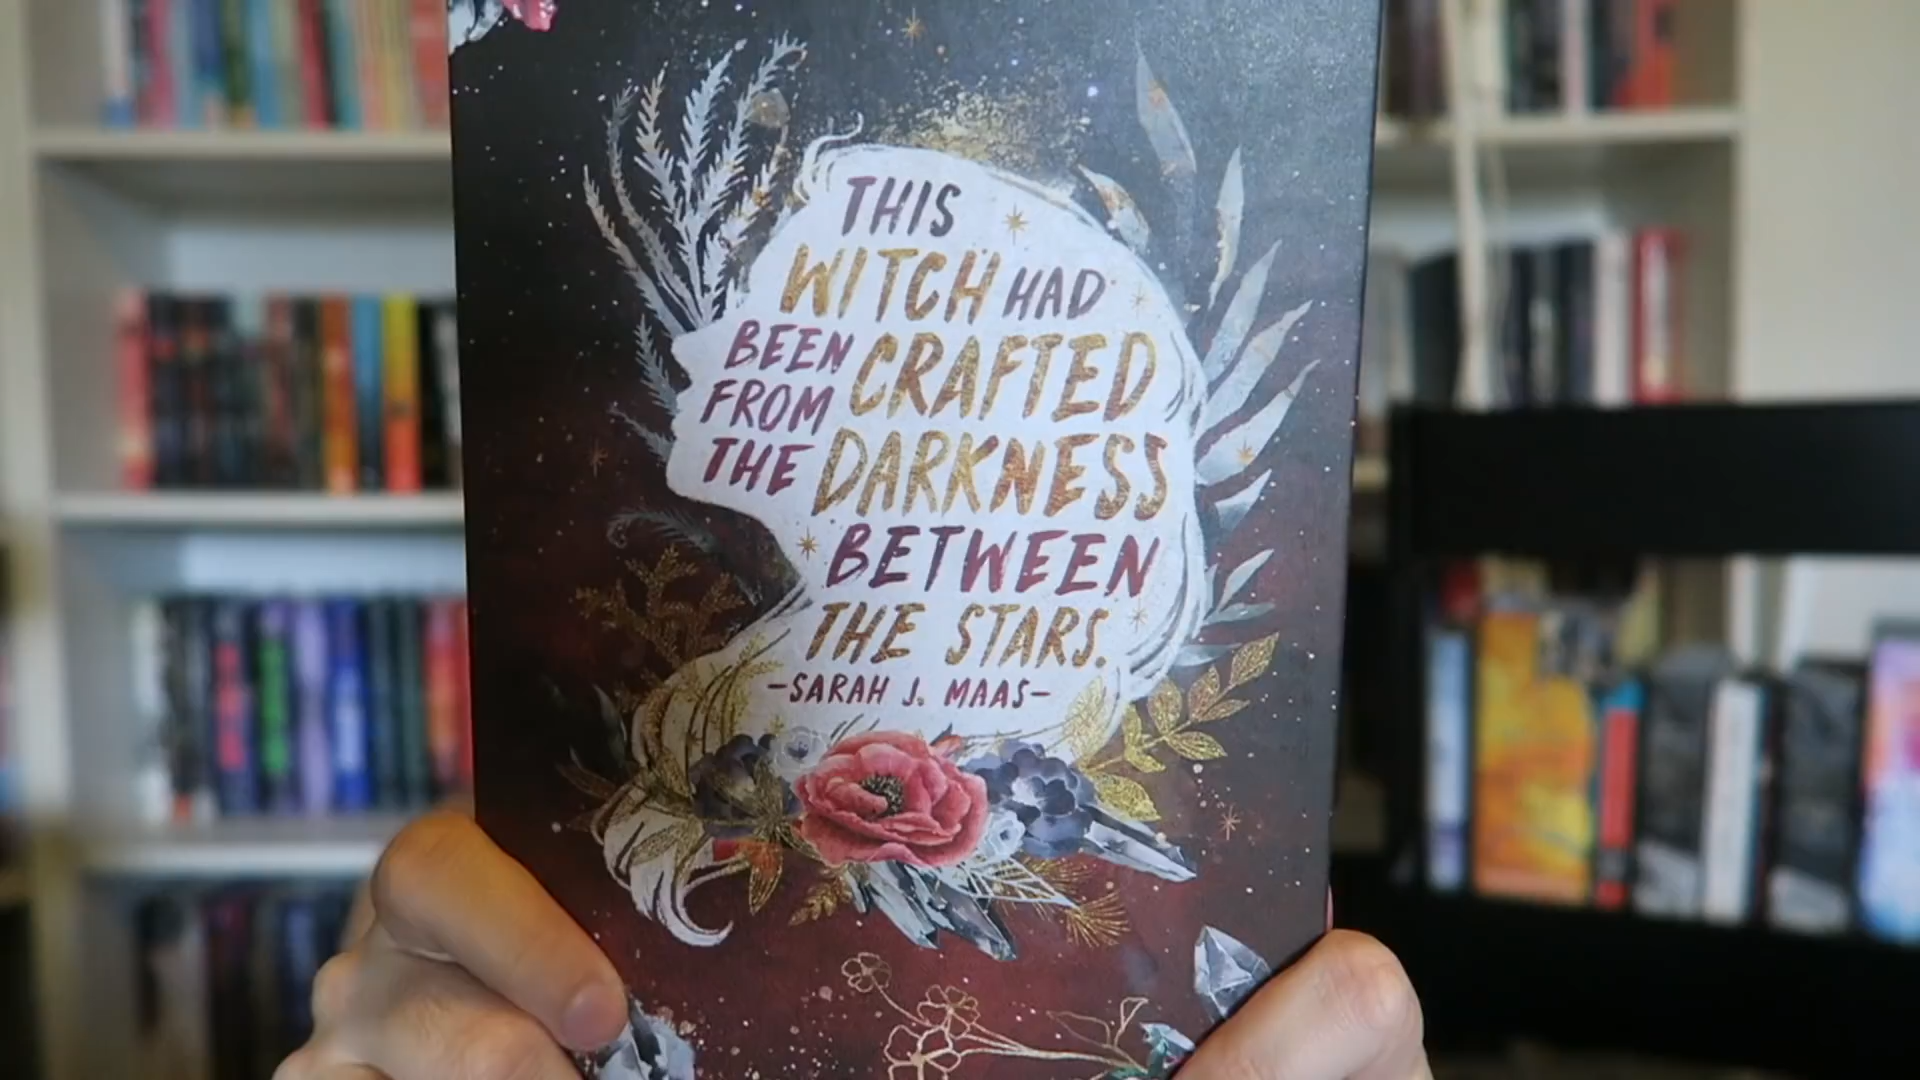 THIS
WITCH HAD
BEEN CRAFTED
FROM
THE DARKNESS
BETWEEN
THE STARS.
-SARAH J. MAAS-